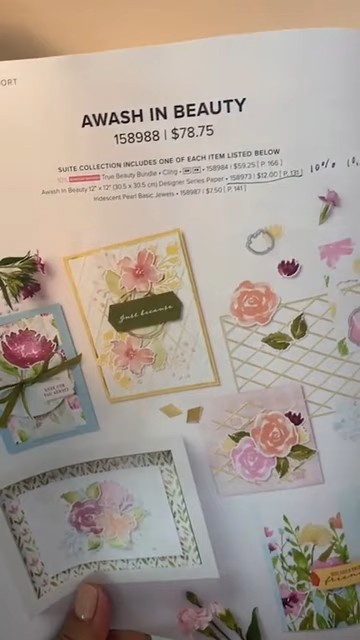 ORT
AWASH IN BEAUTY
158988 | $78.75
SUITE COLLECTION INCLUDES ONE OF EACH ITEM LISTED BELOW
True Beauty Bundle • Cling • 158984 | $59.25 [ P. 166 ]
Awash in Beauty 12" x 12" (30.5 x 30.5 cm) Designer Series Paper • 158973 | $12.00 [ P. 131 ]
Iridescent Pearl Basic Jewels • 158987 | $7.50 [ P. 141 ]
Just because